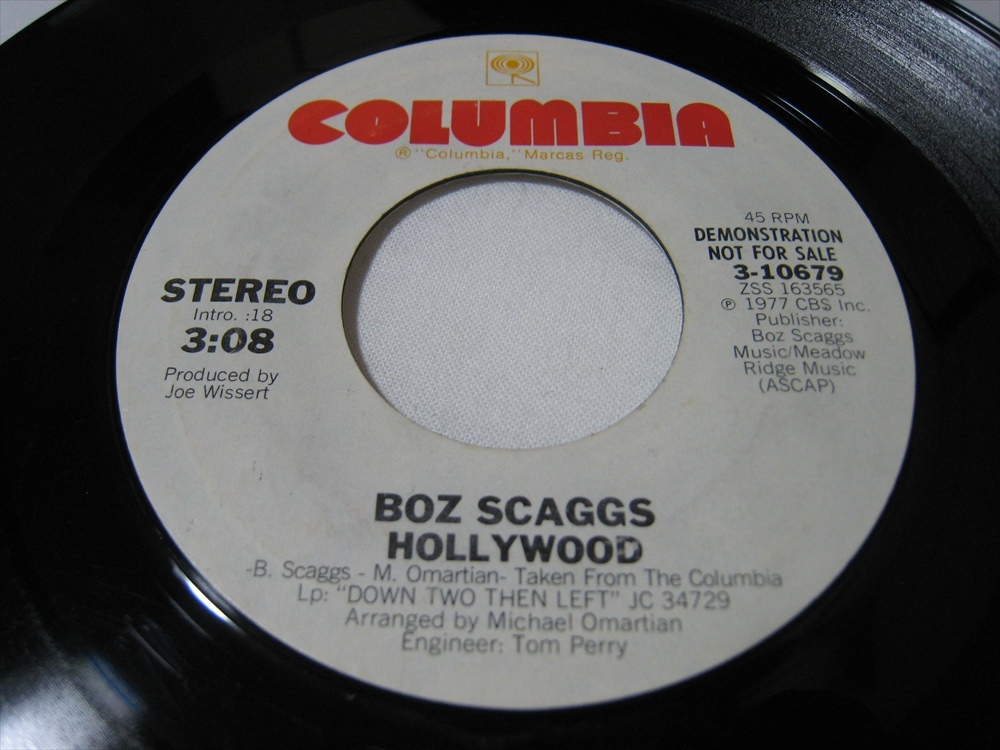 COLUMBIA
® "Columbia," Marcas Reg.
STEREO
Intro. :18
3:08
Produced by
Joe Wissert
45 RPM
DEMONSTRATION
NOT FOR SALE
3-10679
ZSS 163565
℗ 1977 CBS Inc.
Publisher:
Boz Scaggs
Music/Meadow
Ridge Music
(ASCAP)
BOZ SCAGGS
HOLLYWOOD
-B. Scaggs - M. Omartian- Taken From The Columbia
Lp: "DOWN TWO THEN LEFT" JC 34729
Arranged by Michael Omartian
Engineer: Tom Perry